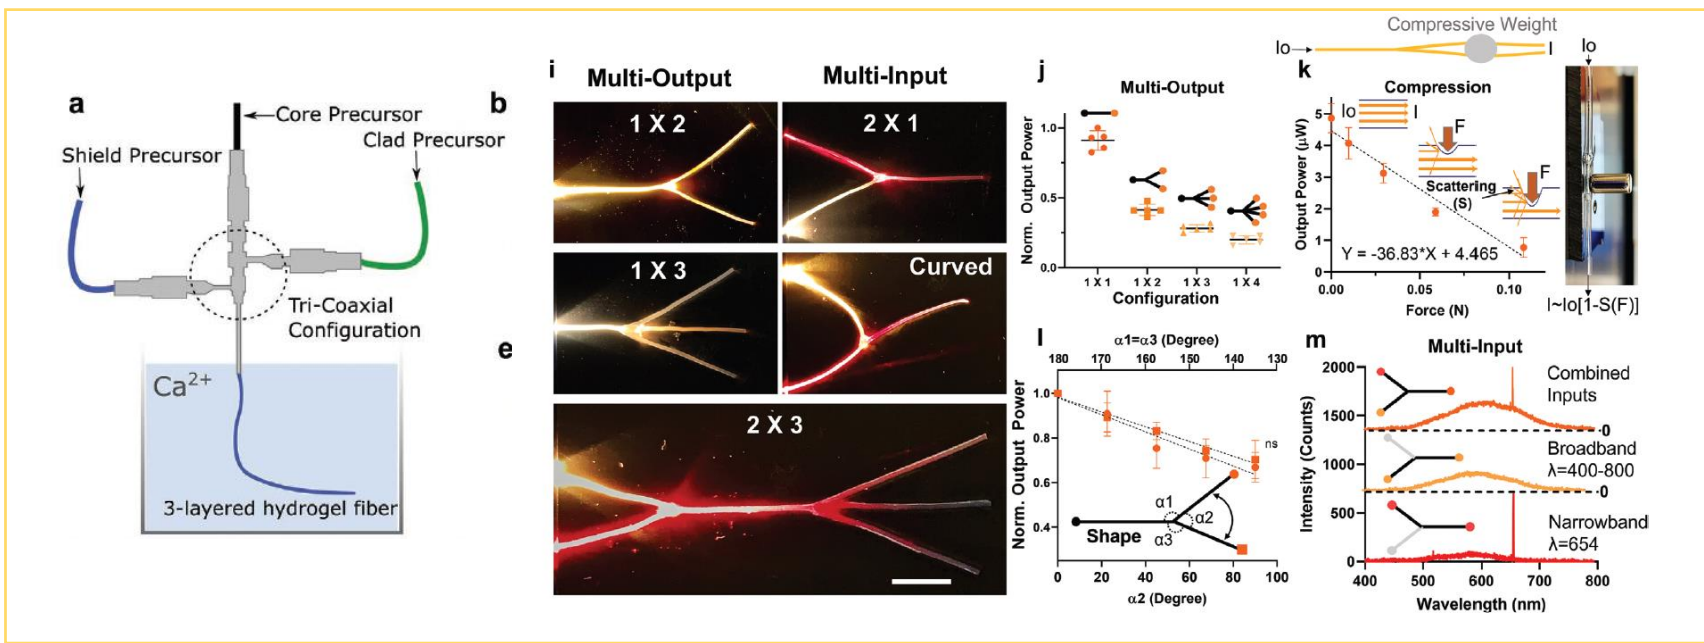 a
Core Precursor
Clad Precursor
Shield Precursor
Tri-Coaxial
Configuration
Ca²⁺
3-layered hydrogel fiber
b
e
i
Multi-Output
Multi-Input
1 X 2
2 X 1
1 X 3
Curved
2 X 3
j
Multi-Output
Norm. Output Power
1.0
0.5
0.0
1 X 1
1 X 2
1 X 3
1 X 4
Configuration
Compressive Weight
Io
I
Io
k
Compression
Output Power (µW)
5
4
3
2
1
0
Io
I
F
F
Scattering
(S)
Y = -36.83*X + 4.465
0.00
0.05
0.10
Force (N)
I~Io[1-S(F)]
l
α1=α3 (Degree)
180
170
160
150
140
130
Norm. Output Power
1.0
0.8
0.6
0.4
ns
α1
α2
α3
Shape
0
20
40
60
80
100
α2 (Degree)
m
Multi-Input
Intensity (Counts)
2000
1500
1000
500
0
Combined
Inputs
0
Broadband
λ=400-800
0
Narrowband
λ=654
400
500
600
700
800
Wavelength (nm)